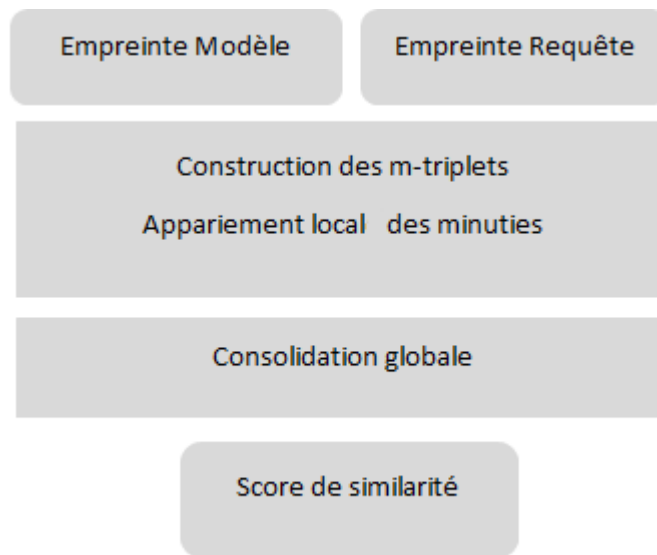 Empreinte Modèle
Empreinte Requête
Construction des m-triplets
Appariement local des minuties
Consolidation globale
Score de similarité